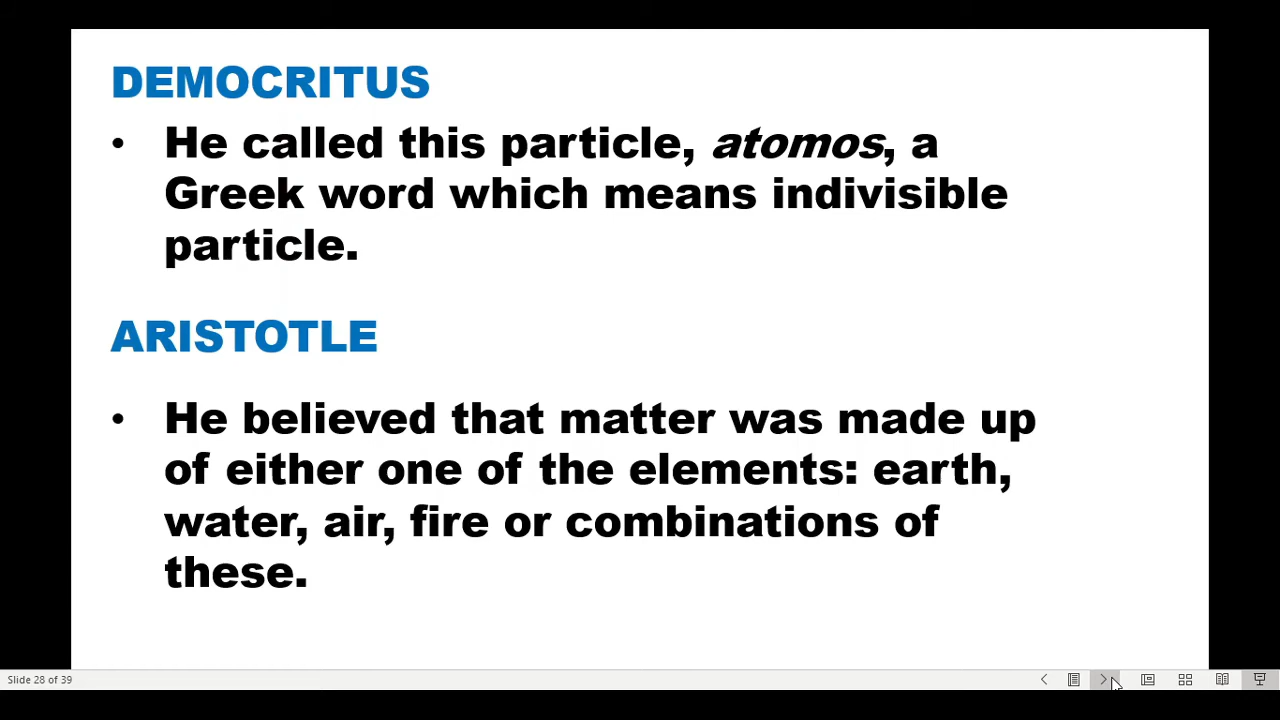 DEMOCRITUS
• He called this particle, atomos, a
Greek word which means indivisible
particle.
ARISTOTLE
• He believed that matter was made up
of either one of the elements: earth,
water, air, fire or combinations of
these.
Slide 28 of 39